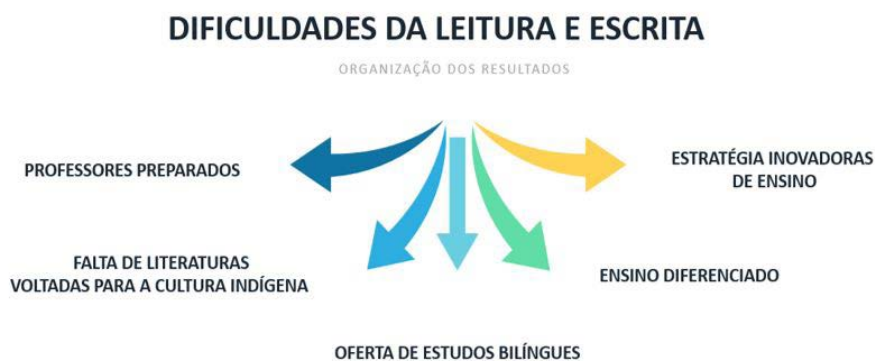 DIFICULDADES DA LEITURA E ESCRITA
ORGANIZAÇÃO DOS RESULTADOS
PROFESSORES PREPARADOS
ESTRATÉGIA INOVADORAS
DE ENSINO
FALTA DE LITERATURAS
VOLTADAS PARA A CULTURA INDÍGENA
ENSINO DIFERENCIADO
OFERTA DE ESTUDOS BILÍNGUES